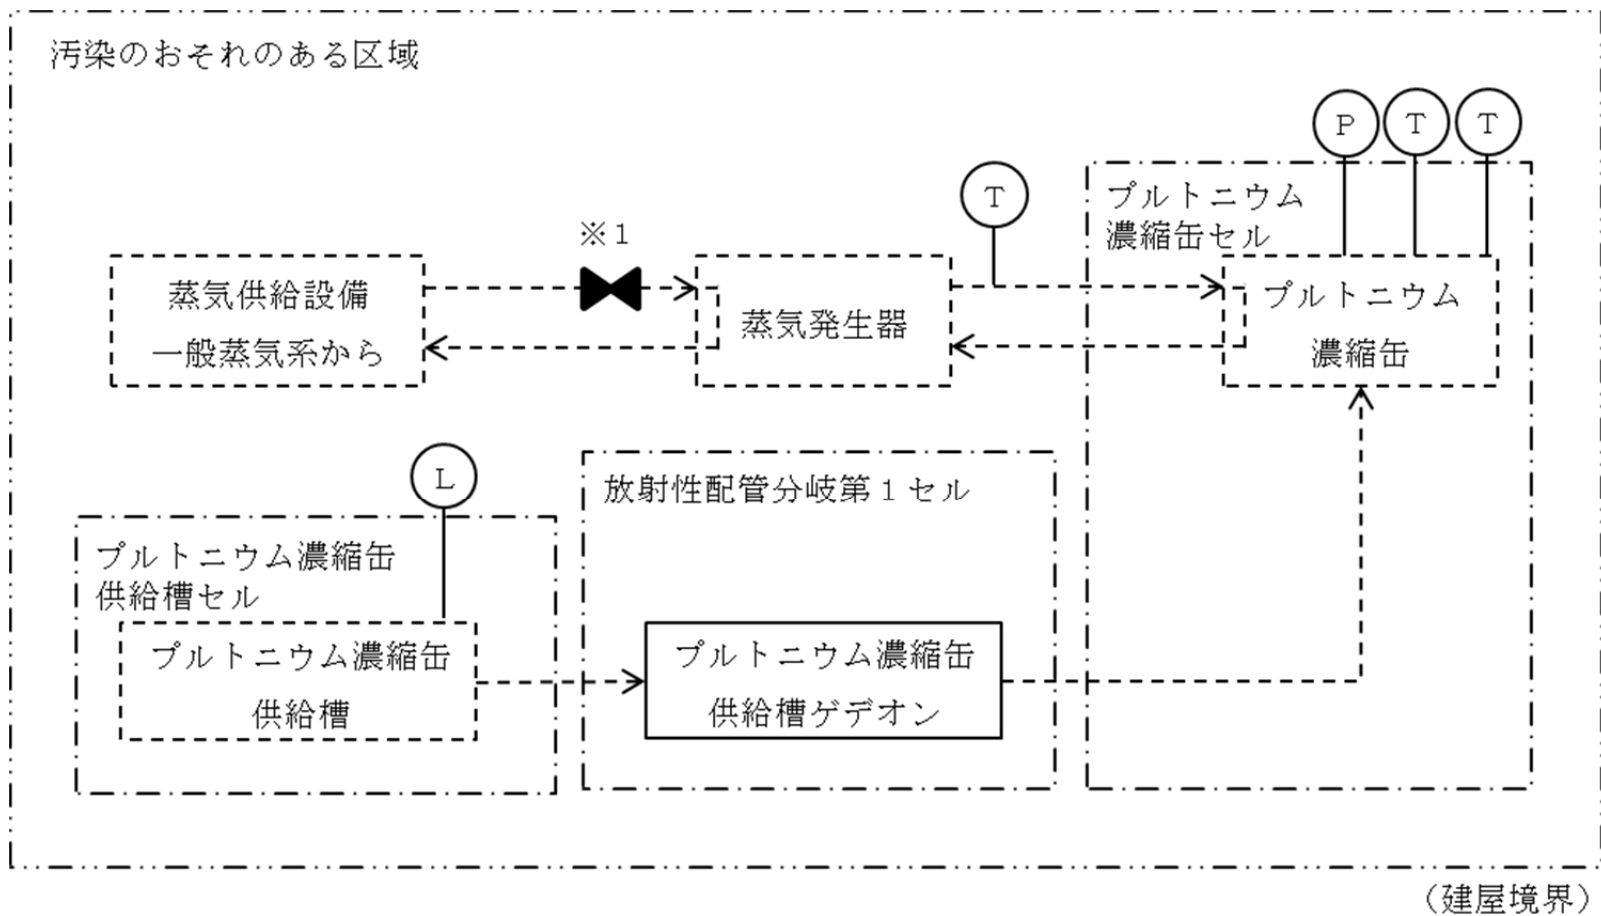 汚染のおそれのある区域
P
T
T
T
プルトニウム
濃縮缶セル
※1
蒸気供給設備
一般蒸気系から
蒸気発生器
プルトニウム
濃縮缶
L
放射性配管分岐第1セル
プルトニウム濃縮缶
供給槽セル
プルトニウム濃縮缶
供給槽
プルトニウム濃縮缶
供給槽ゲデオン
(建屋境界)